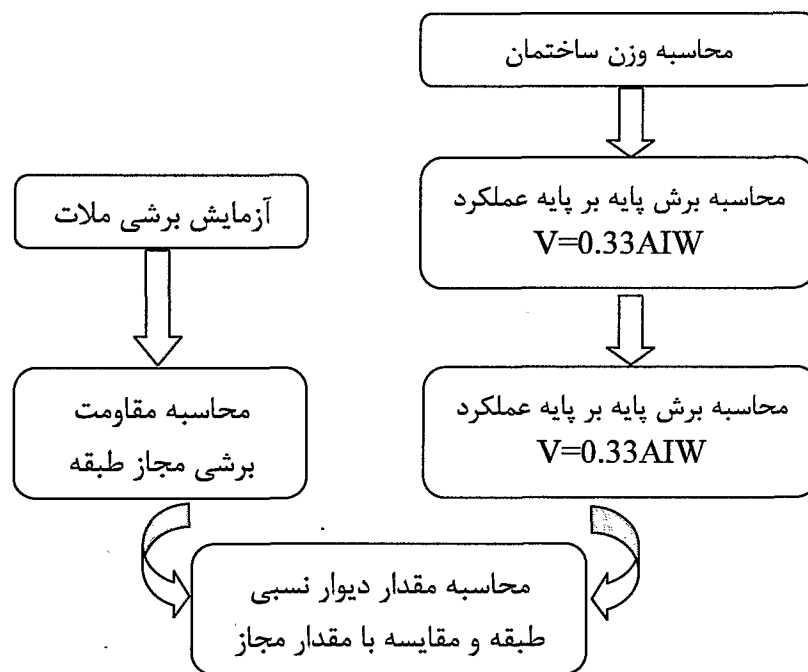 محاسبه وزن ساختمان
محاسبه برش پایه بر پایه عملکرد
V=0.33AIW
آزمایش برشی ملات
محاسبه برش پایه بر پایه عملکرد
V=0.33AIW
محاسبه مقاومت
برشی مجاز طبقه
محاسبه مقدار دیوار نسبی
طبقه و مقایسه با مقدار مجاز